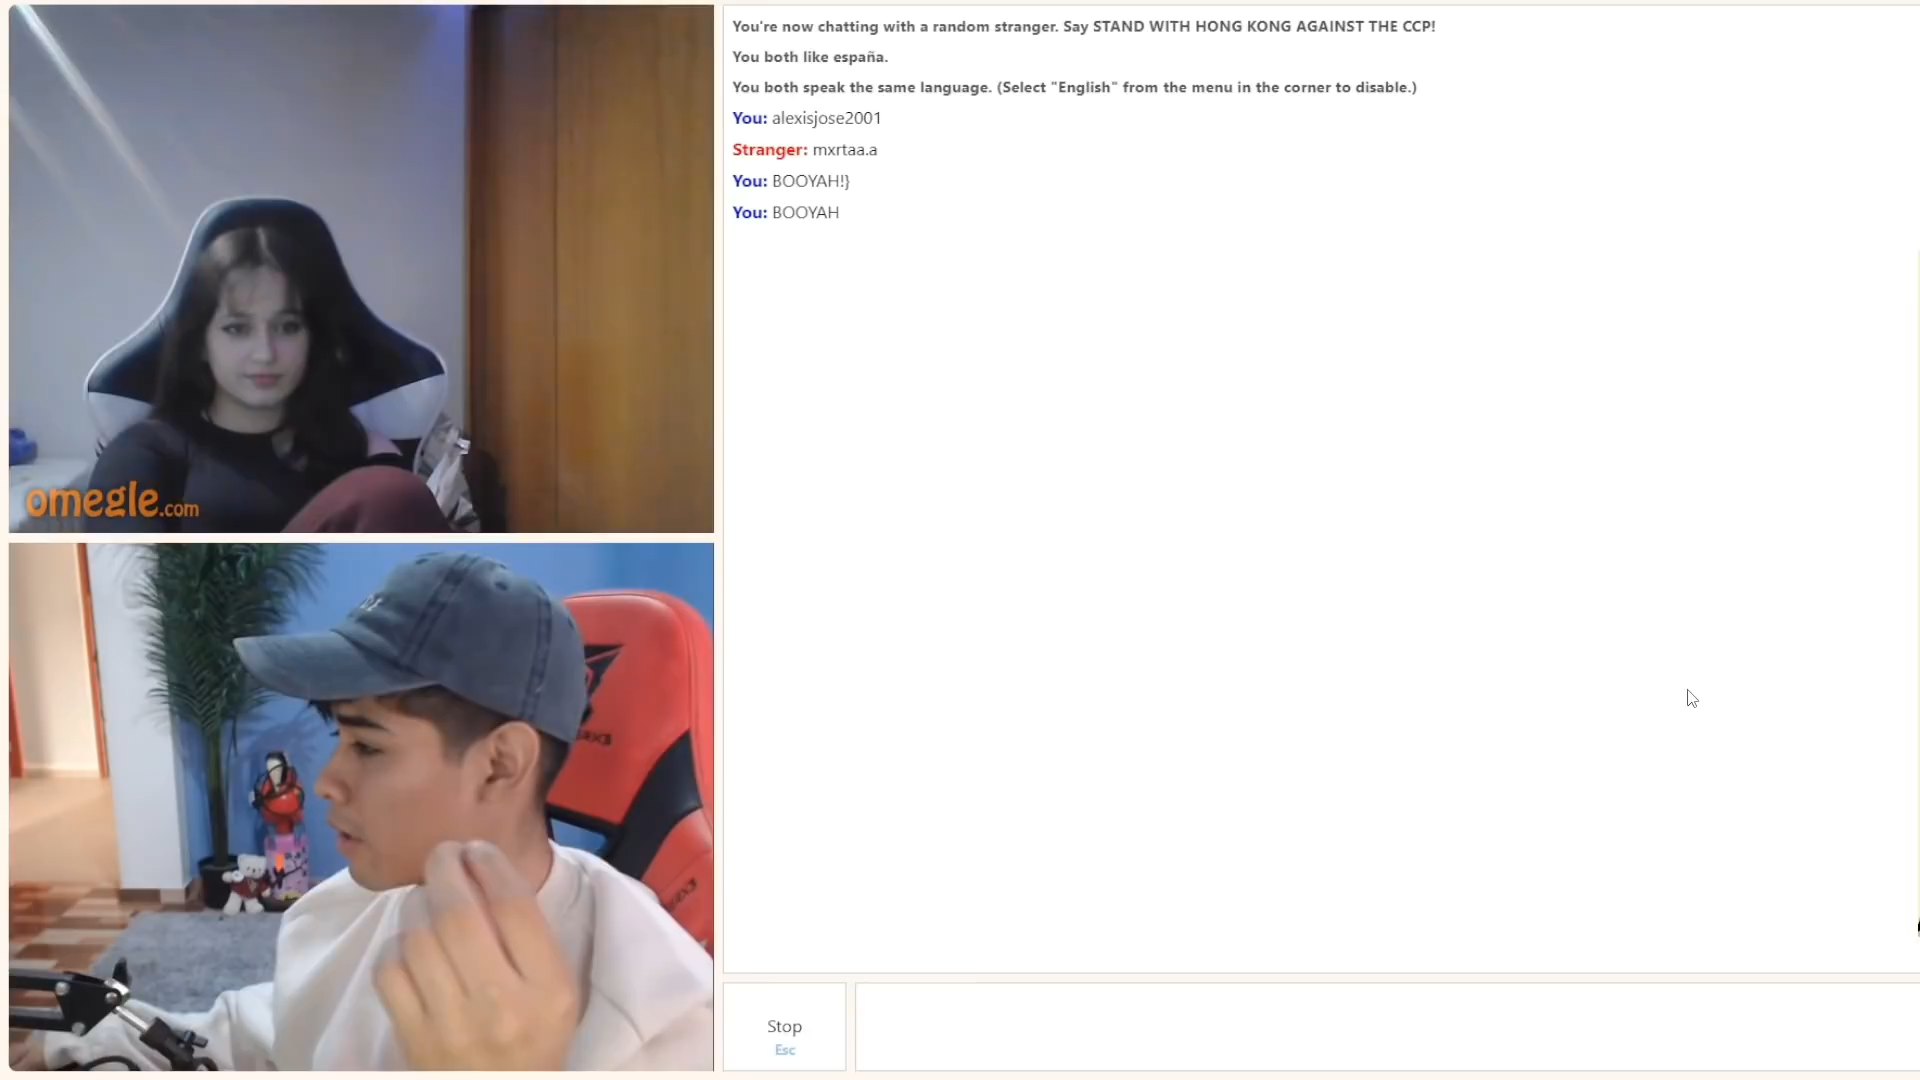 You're now chatting with a random stranger. Say STAND WITH HONG KONG AGAINST THE CCP!
You both like españa.
You both speak the same language. (Select "English" from the menu in the corner to disable.)
You: alexisjose2001
Stranger: mxrtaa.a
You: BOOYAH!}
You: BOOYAH
omegle.com
Stop
Esc